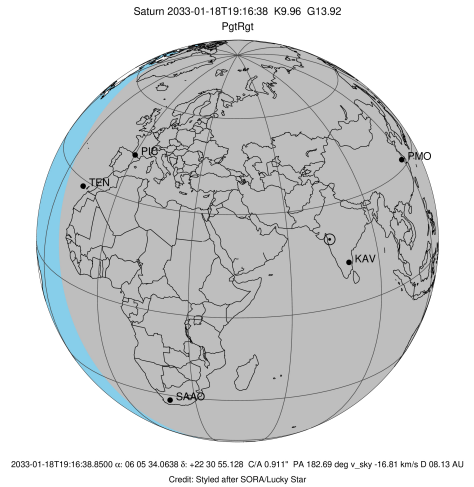 Saturn 2033-01-18T19:16:38 K9.96 G13.92
PgtRgt
PIC
PMO
TEN
KAV
SAAO
2033-01-18T19:16:38.8500 α: 06 05 34.0638 δ: +22 30 55.128 C/A 0.911" PA 182.69 deg v_sky -16.81 km/s D 08.13 AU
Credit: Styled after SORA/Lucky Star